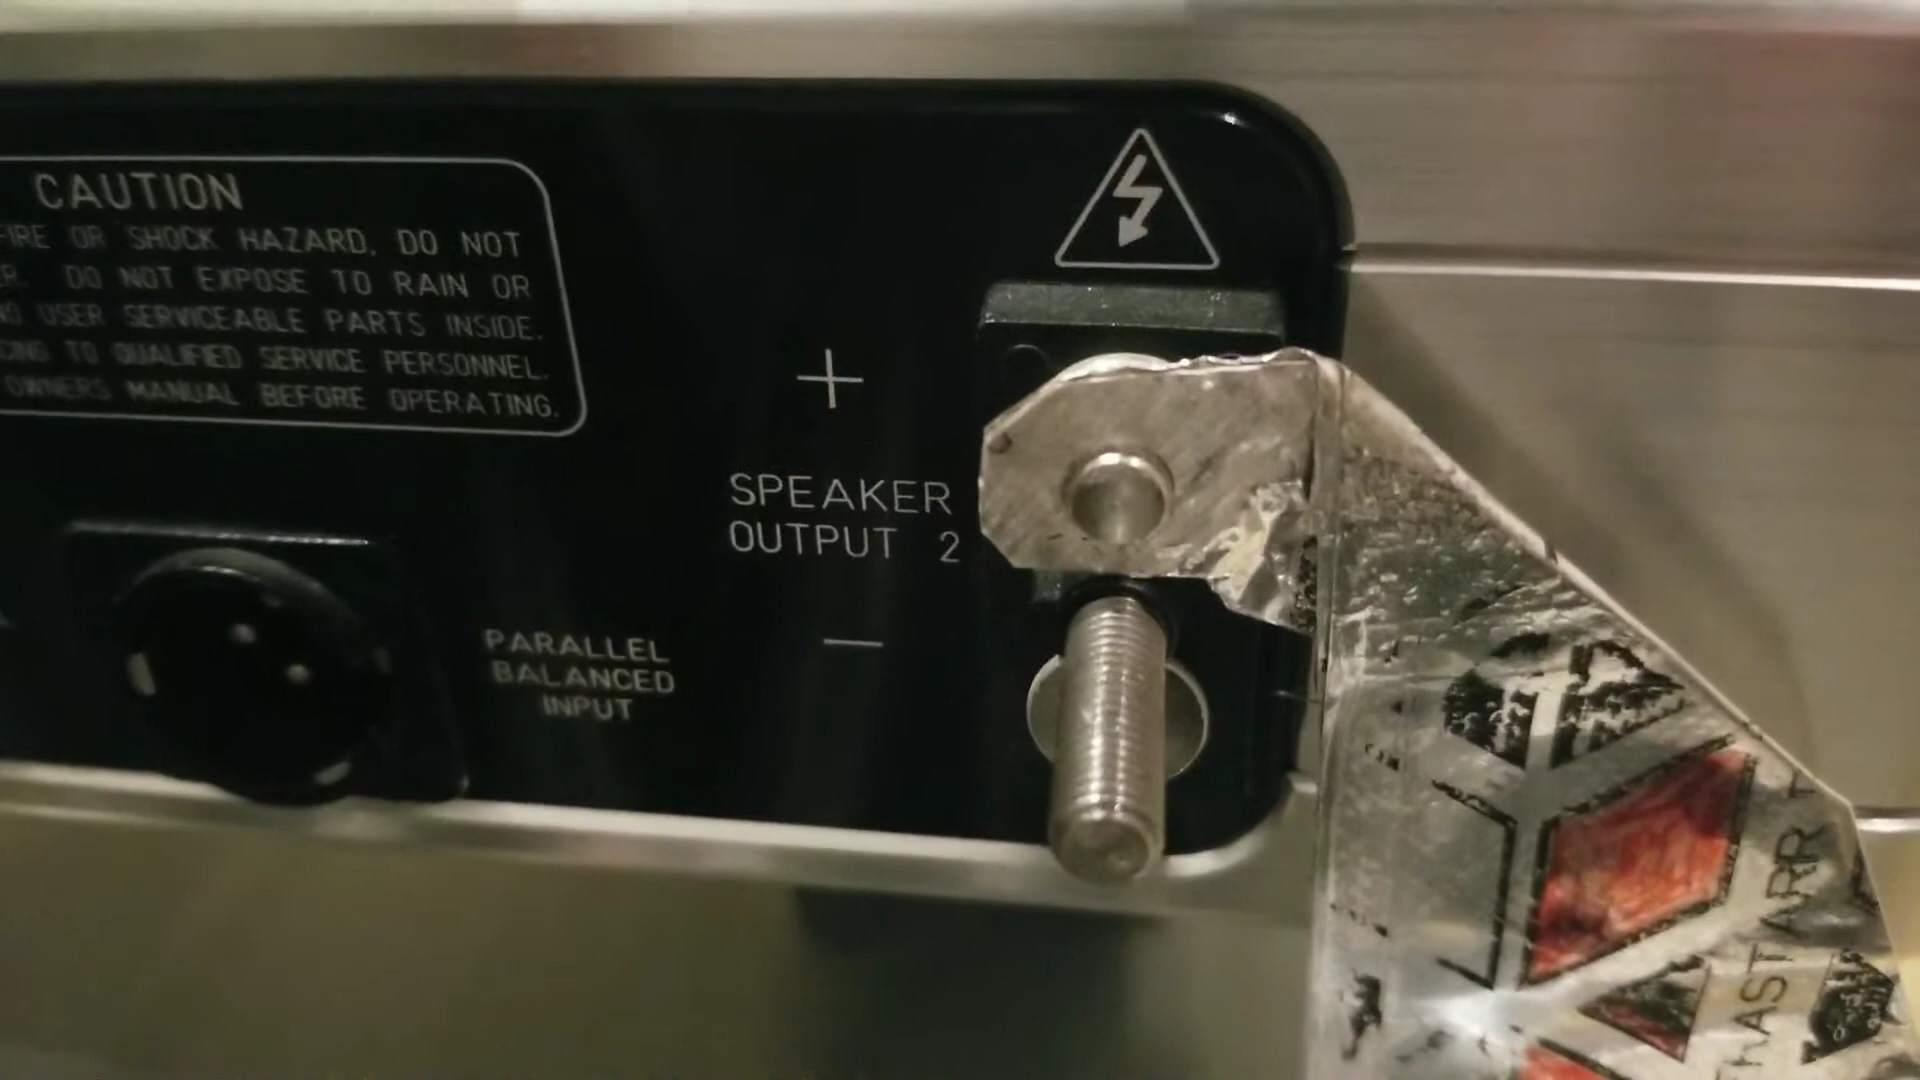 CAUTION
FIRE OR SHOCK HAZARD, DO NOT
DO NOT EXPOSE TO RAIN OR
NO USER SERVICEABLE PARTS INSIDE.
TO QUALIFIED SERVICE PERSONNEL.
OWNERS MANUAL BEFORE OPERATING.
+
SPEAKER
OUTPUT 2
—
PARALLEL
BALANCED
INPUT